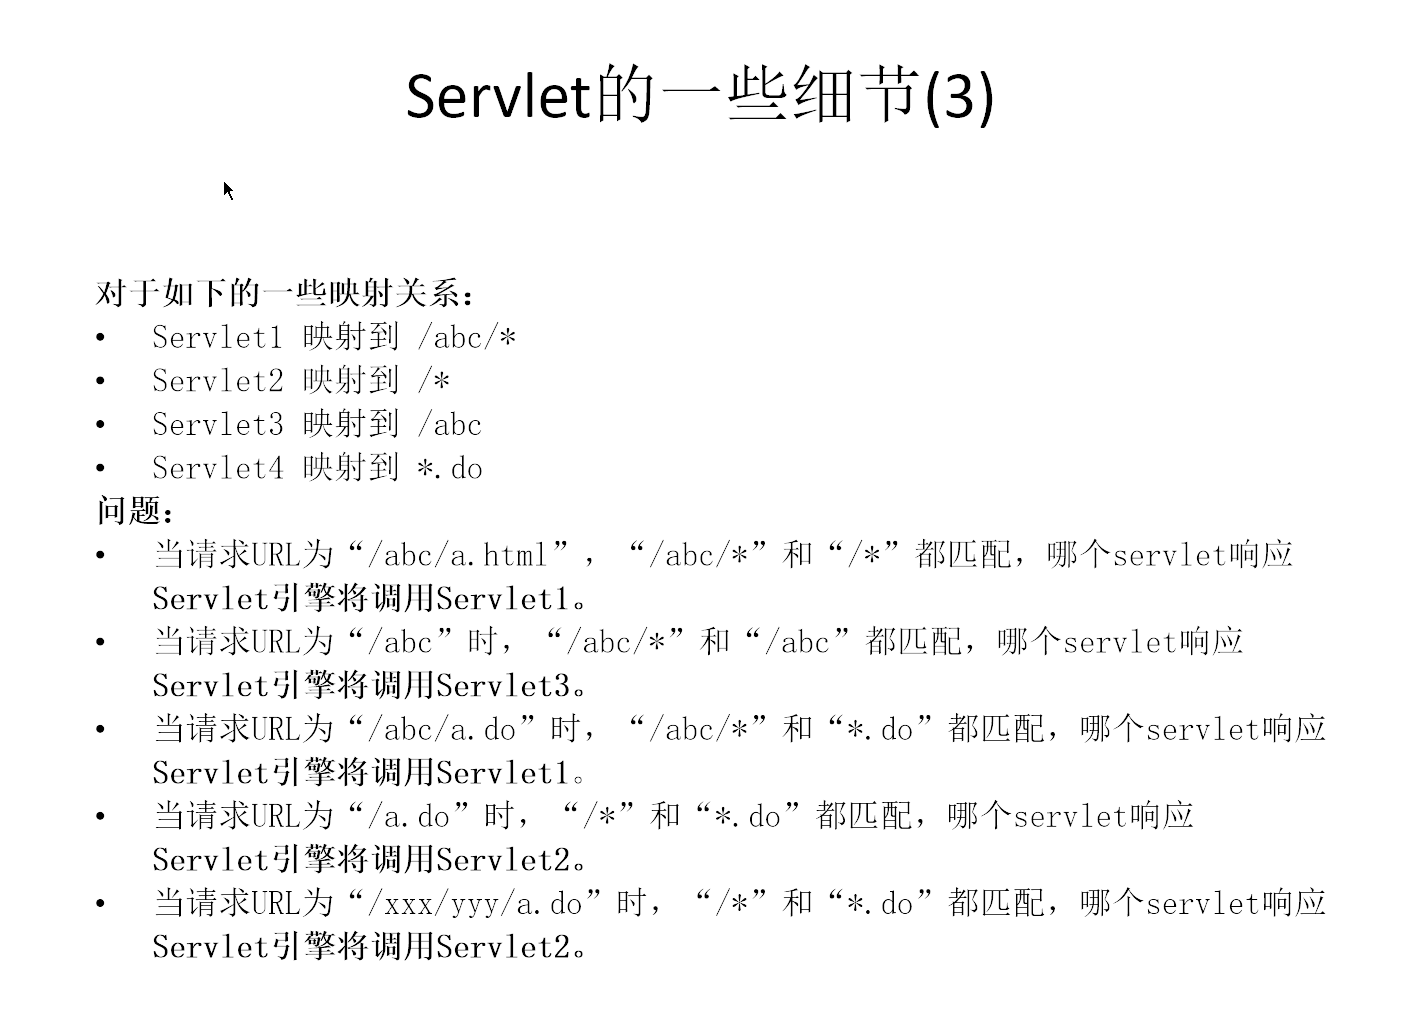 Servlet的一些细节(3)
对于如下的一些映射关系：
• Servlet1 映射到 /abc/*
• Servlet2 映射到 /*
• Servlet3 映射到 /abc
• Servlet4 映射到 *.do
问题：
• 当请求URL为“/abc/a.html”，“/abc/*”和“/*”都匹配，哪个servlet响应
Servlet引擎将调用Servlet1。
• 当请求URL为“/abc”时，“/abc/*”和“/abc”都匹配，哪个servlet响应
Servlet引擎将调用Servlet3。
• 当请求URL为“/abc/a.do”时，“/abc/*”和“*.do”都匹配，哪个servlet响应
Servlet引擎将调用Servlet1。
• 当请求URL为“/a.do”时，“/*”和“*.do”都匹配，哪个servlet响应
Servlet引擎将调用Servlet2。
• 当请求URL为“/xxx/yyy/a.do”时，“/*”和“*.do”都匹配，哪个servlet响应
Servlet引擎将调用Servlet2。